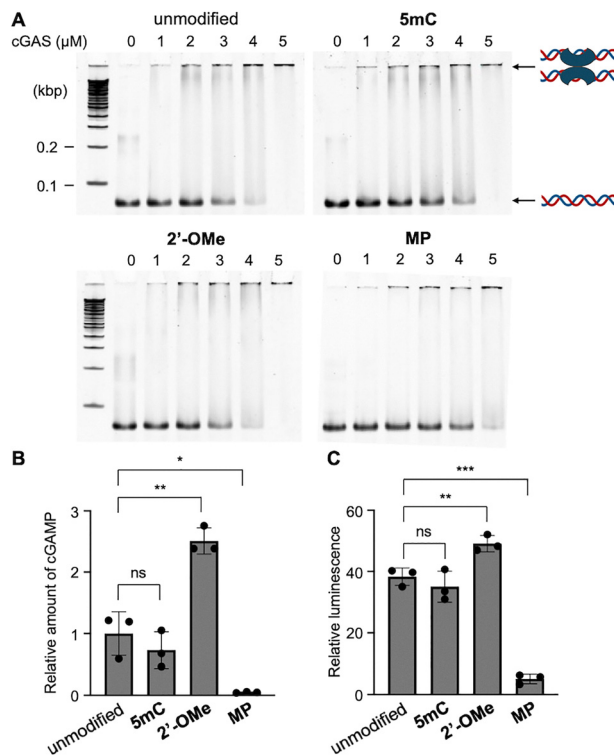 A
unmodified
5mC
cGAS (μM) 0 1 2 3 4 5 0 1 2 3 4 5
(kbp)
0.2
0.1
2'-OMe
MP
0 1 2 3 4 5 0 1 2 3 4 5
B
*
**
ns
Relative amount of cGAMP
3
2
1
0
unmodified
5mC
2'-OMe
MP
C
***
**
ns
Relative luminescence
60
40
20
0
unmodified
5mC
2'-OMe
MP